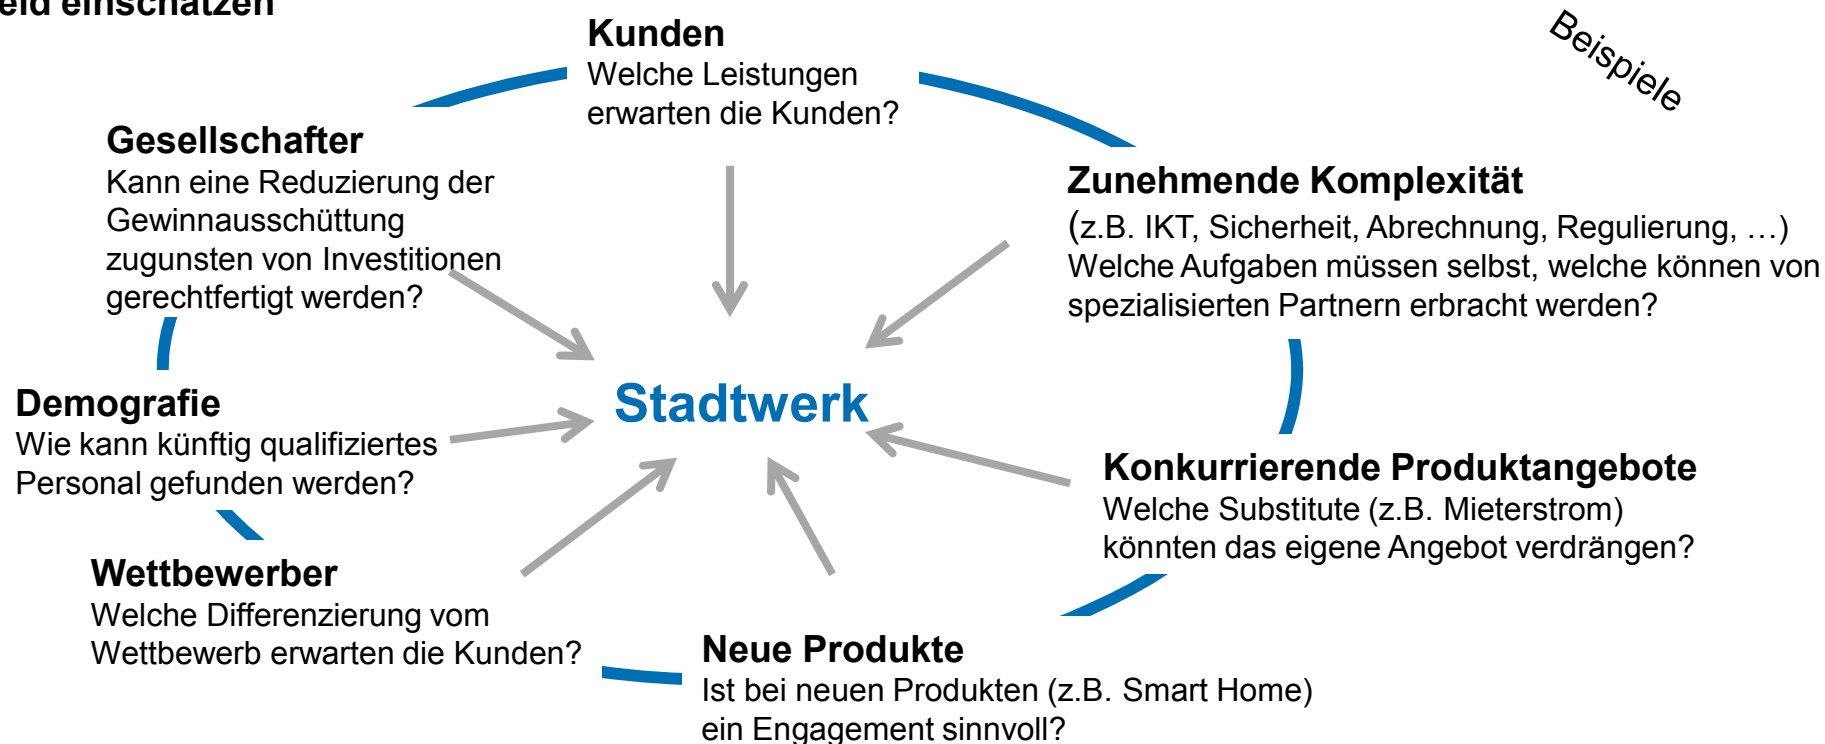 einschätzen
Beispiele
Kunden
Welche Leistungen
erwarten die Kunden?
Gesellschafter
Kann eine Reduzierung der
Gewinnausschüttung
zugunsten von Investitionen
gerechtfertigt werden?
Zunehmende Komplexität
(z.B. IKT, Sicherheit, Abrechnung, Regulierung, …)
Welche Aufgaben müssen selbst, welche können von
spezialisierten Partnern erbracht werden?
Stadtwerk
Demografie
Wie kann künftig qualifiziertes
Personal gefunden werden?
Konkurrierende Produktangebote
Welche Substitute (z.B. Mieterstrom)
könnten das eigene Angebot verdrängen?
Wettbewerber
Welche Differenzierung vom
Wettbewerb erwarten die Kunden?
Neue Produkte
Ist bei neuen Produkten (z.B. Smart Home)
ein Engagement sinnvoll?